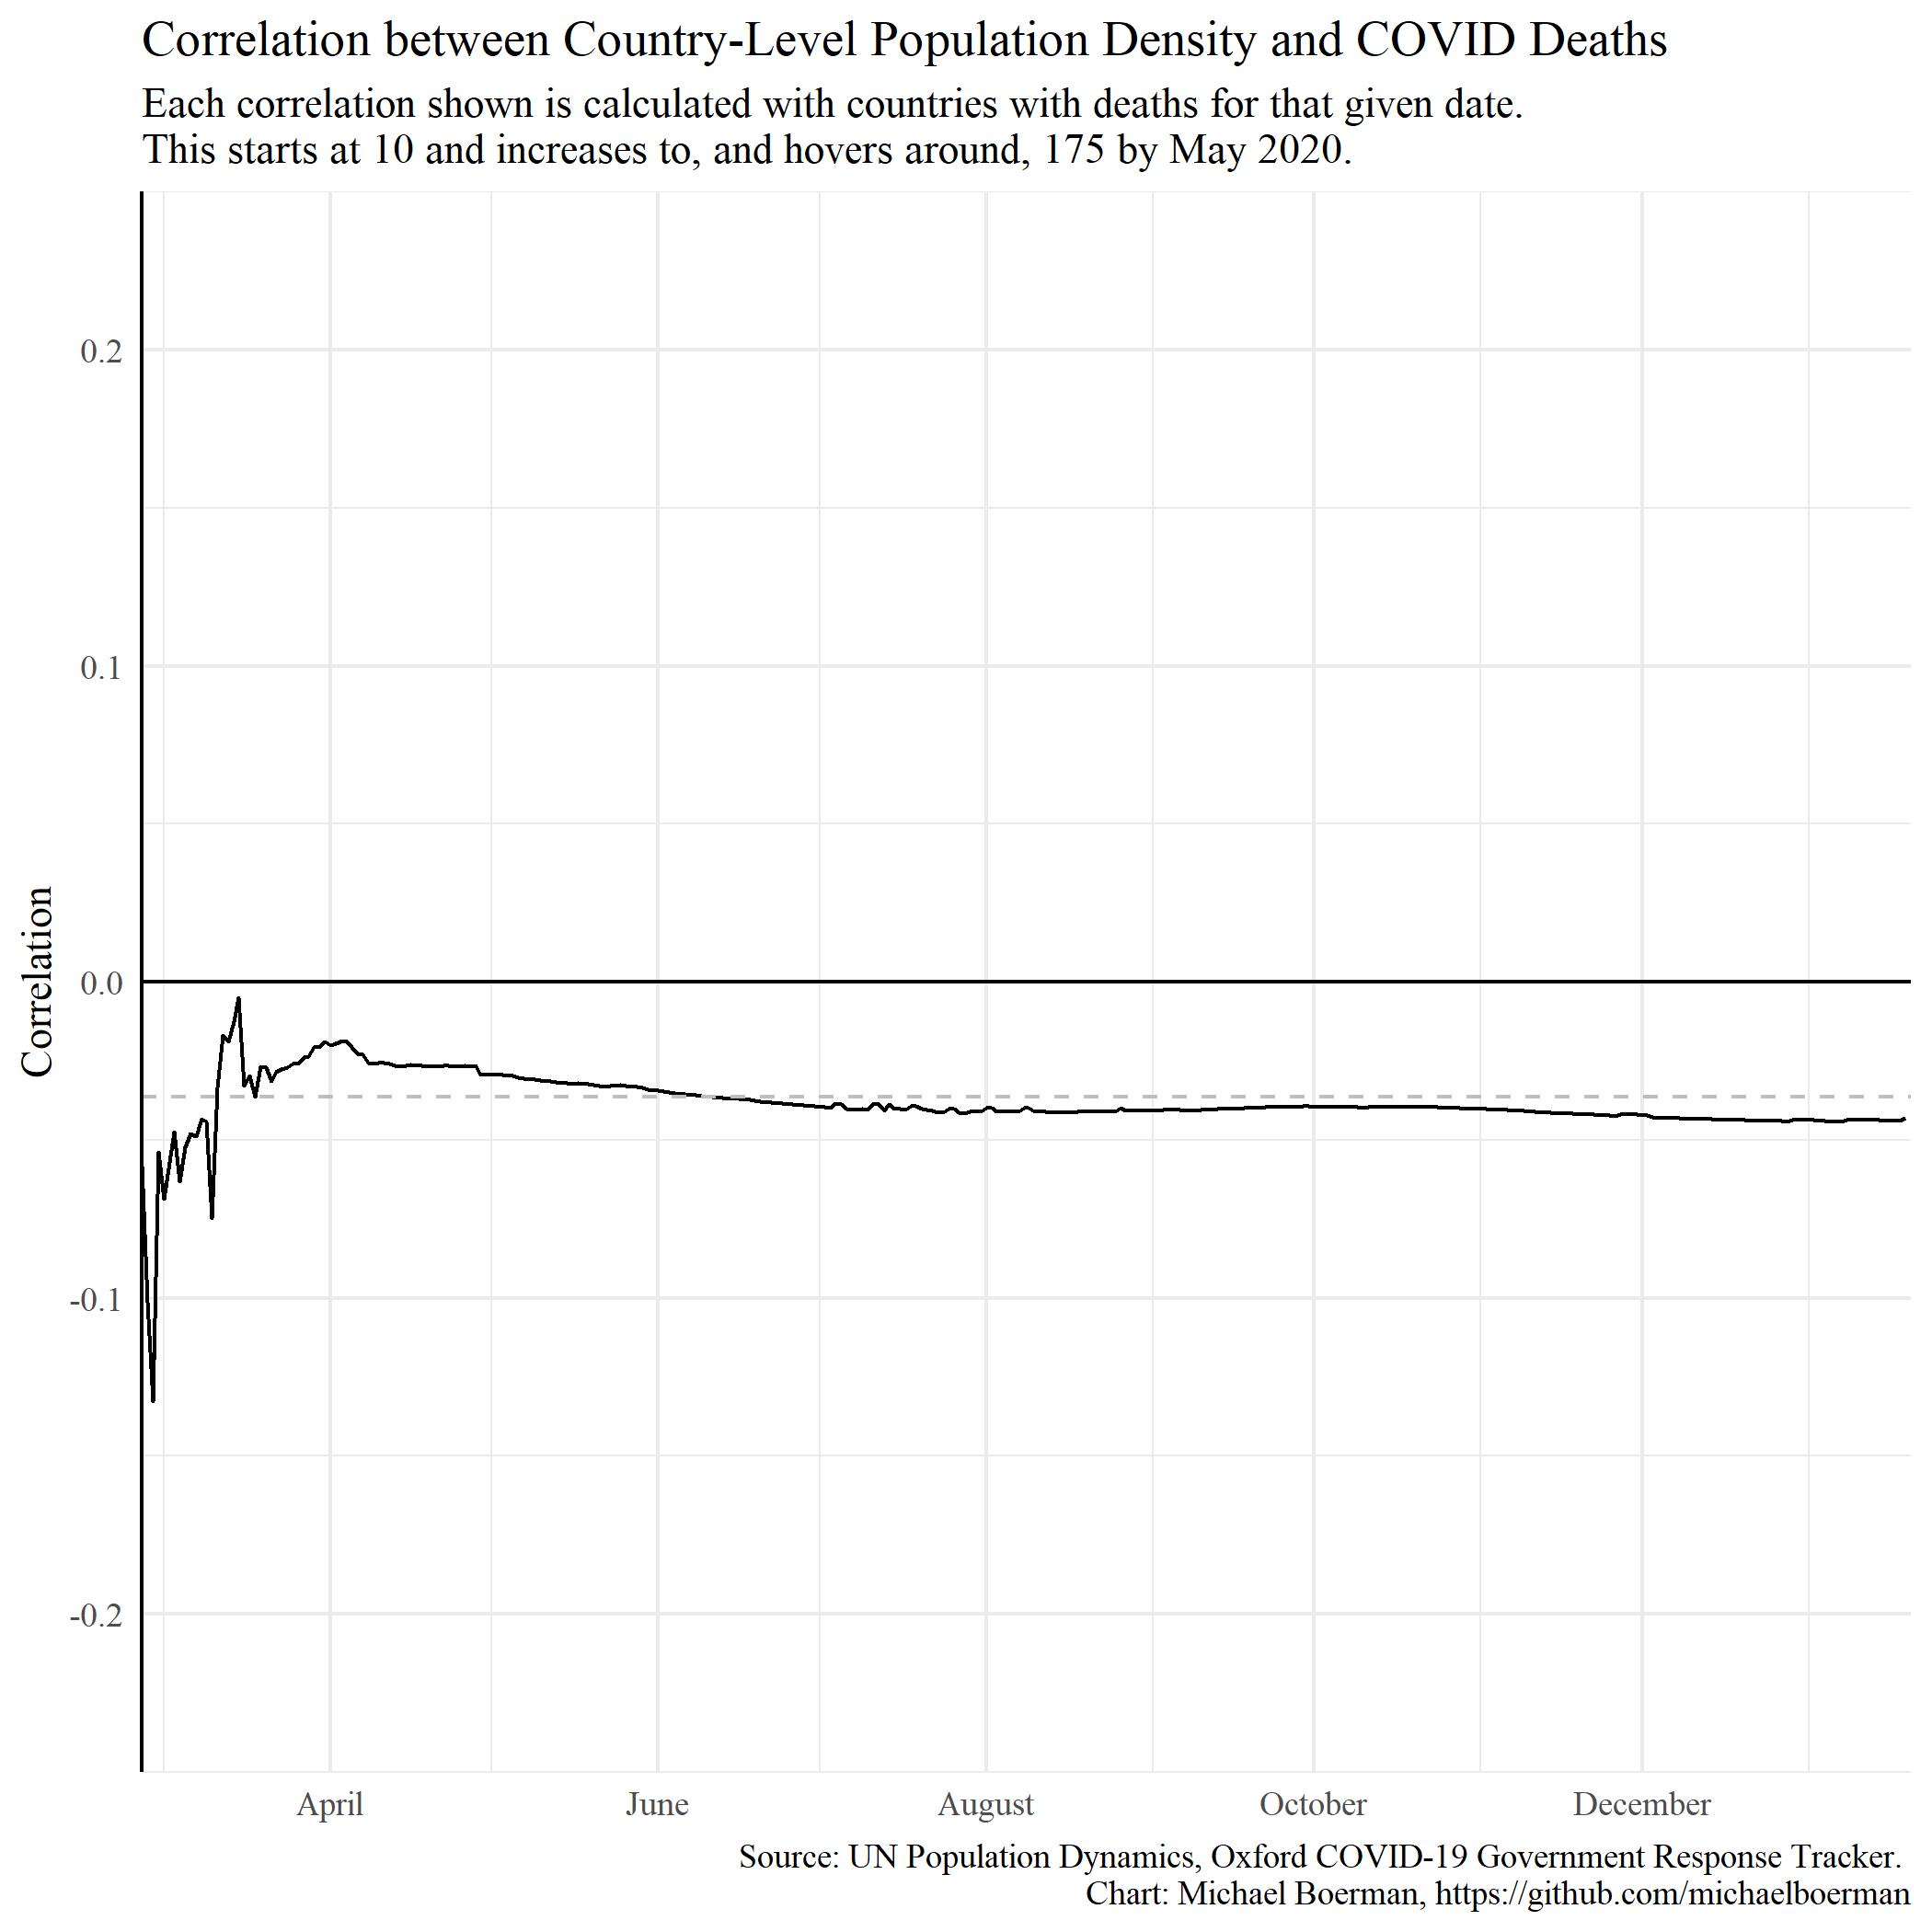 Correlation between Country-Level Population Density and COVID Deaths
Each correlation shown is calculated with countries with deaths for that given date.
This starts at 10 and increases to, and hovers around, 175 by May 2020.
Correlation
0.2
0.1
0.0
-0.1
-0.2
April June August October December
Source: UN Population Dynamics, Oxford COVID-19 Government Response Tracker.
Chart: Michael Boerman, https://github.com/michaelboerman